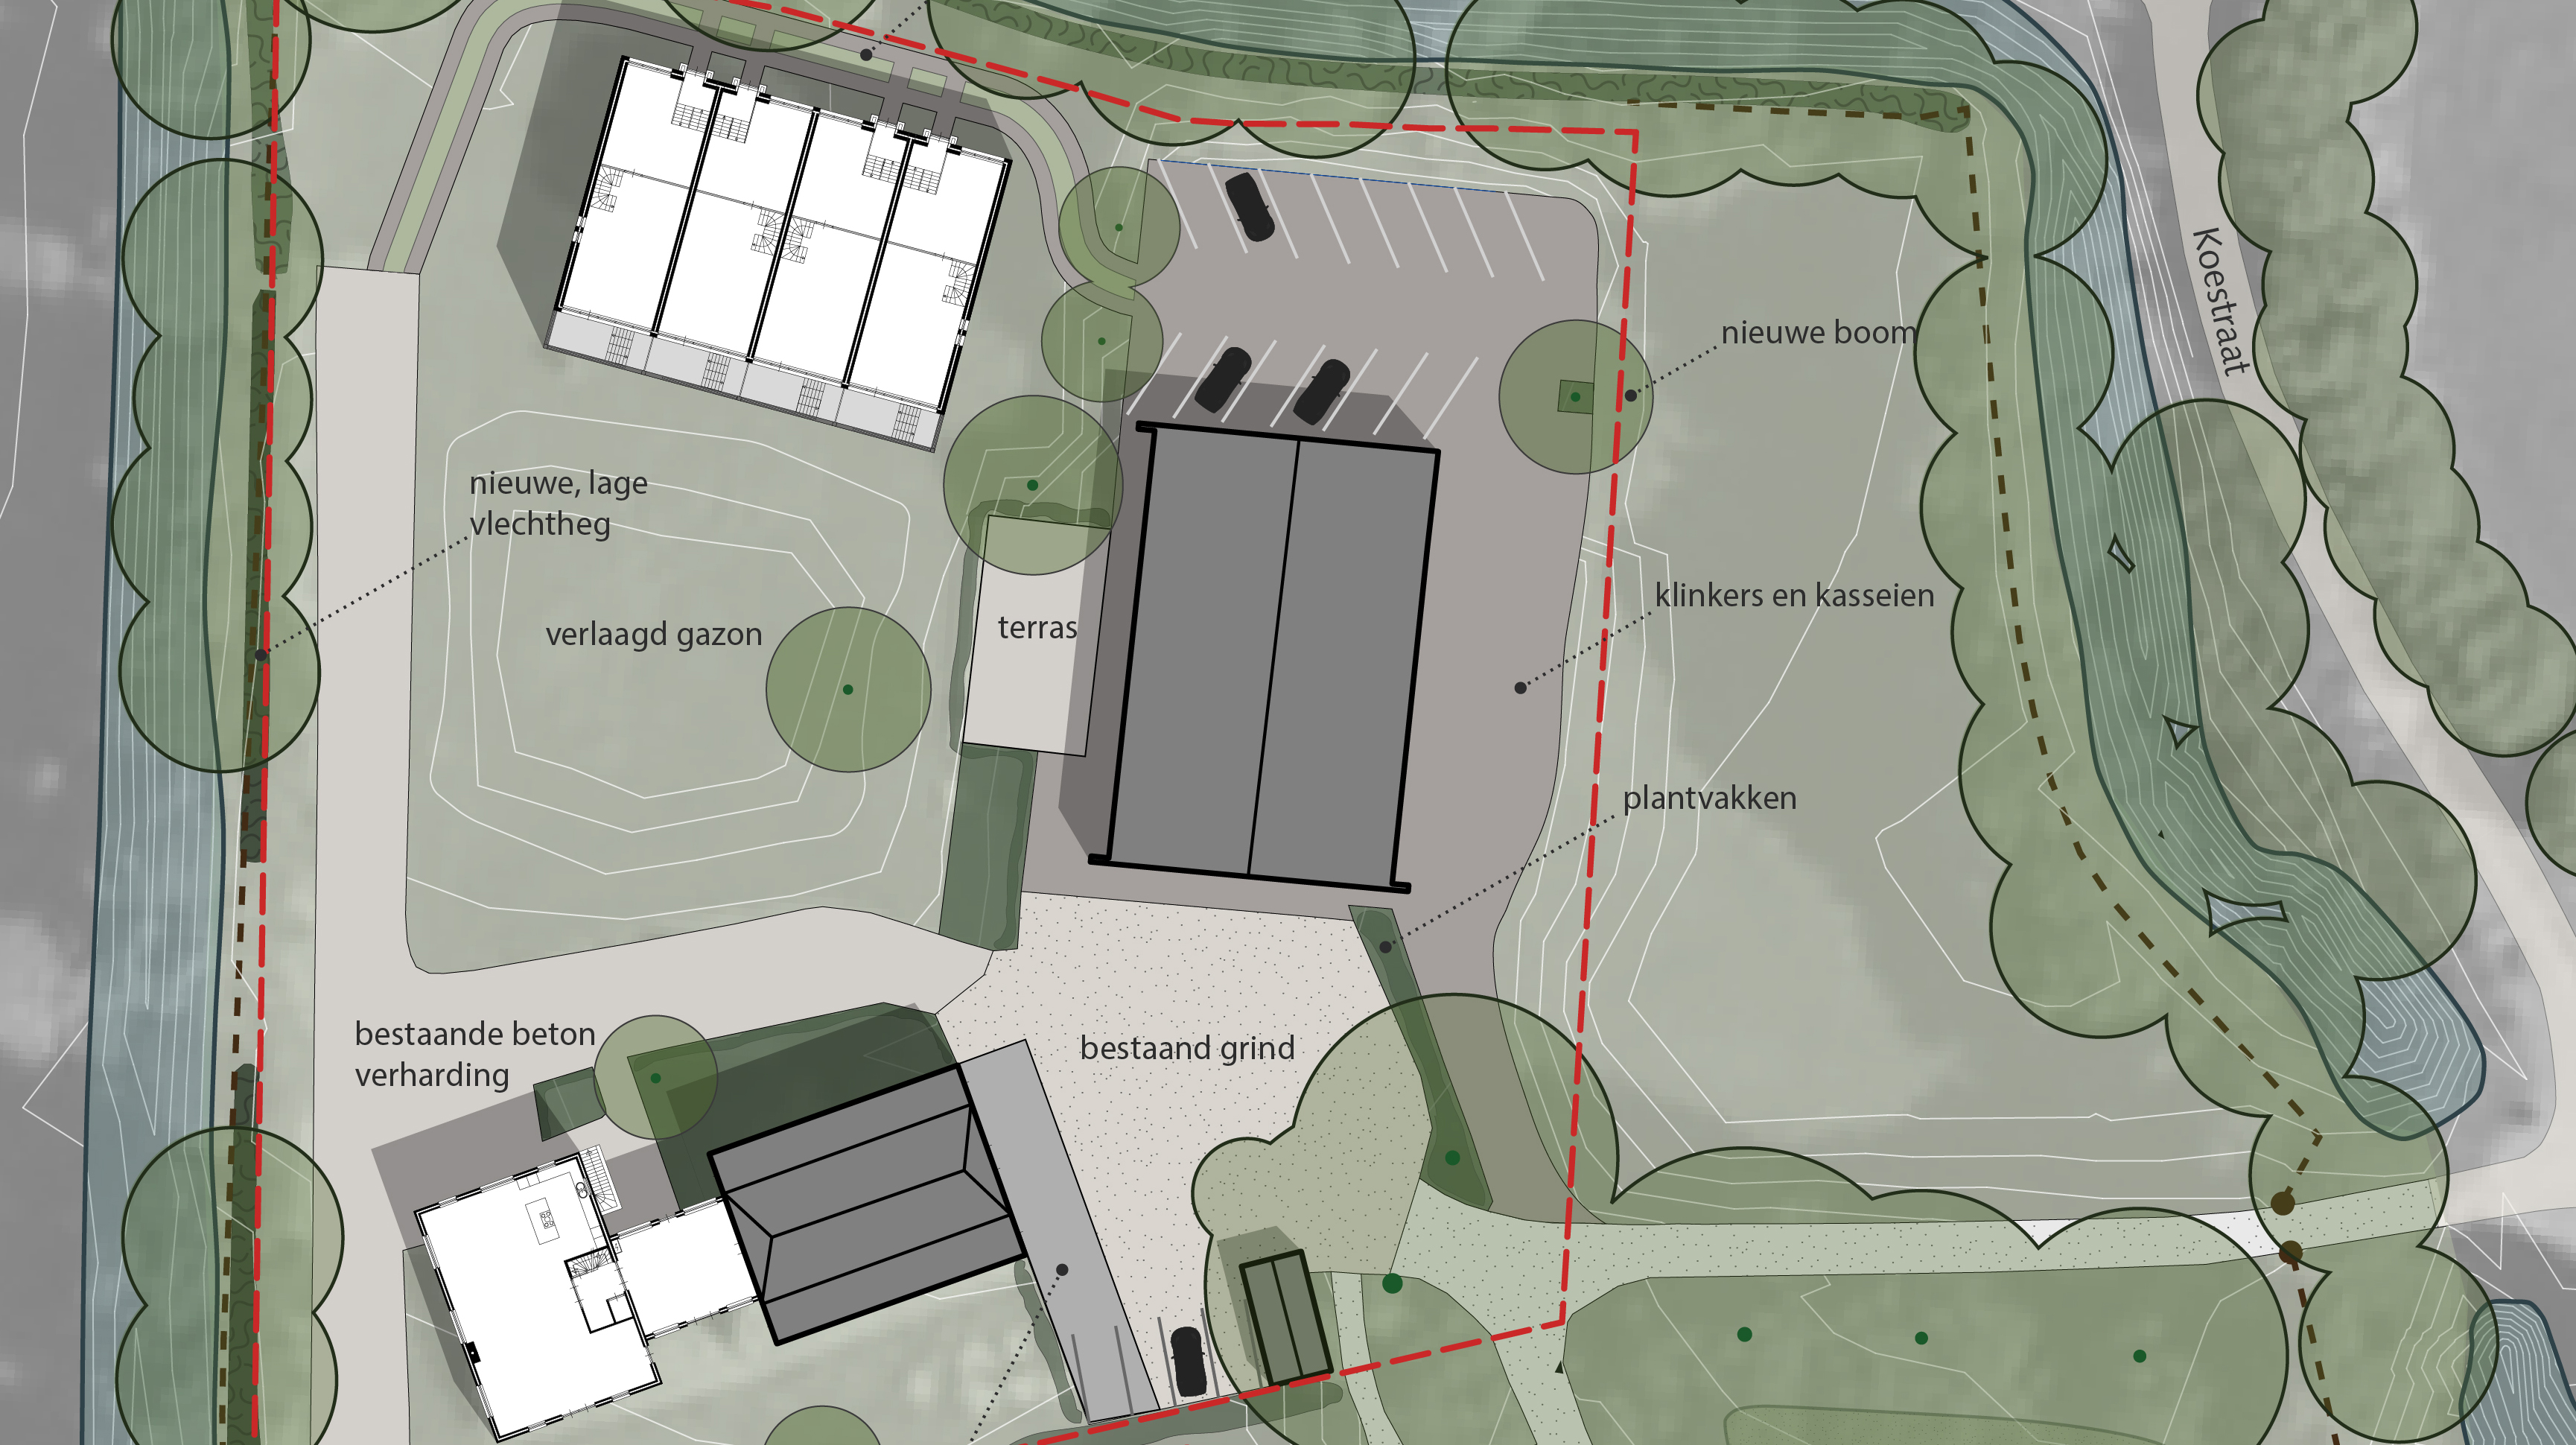 Koestraat
nieuwe boom
nieuwe, lage
vlechtheg
klinkers en kasseien
verlaagd gazon
terras
plantvakken
bestaande beton
verharding
bestaand grind